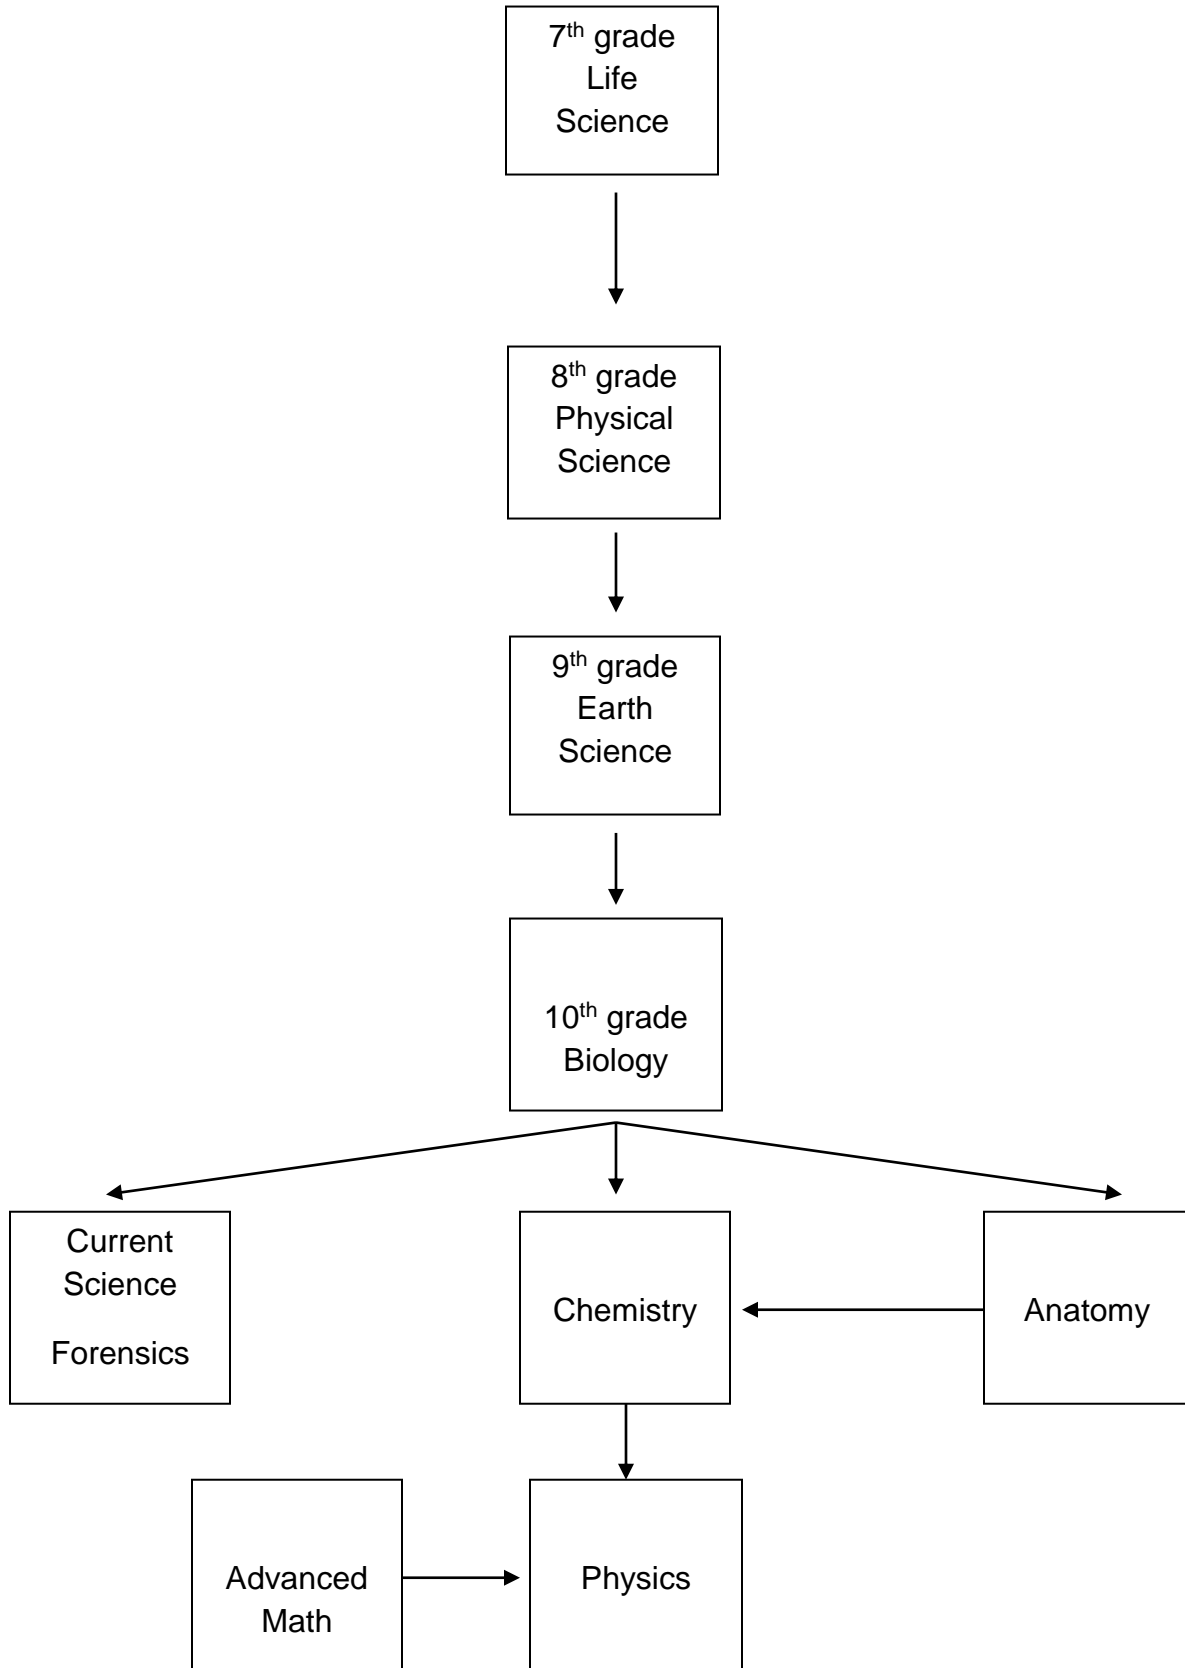 7th grade
Life
Science
8th grade
Physical
Science
9th grade
Earth
Science
10th grade
Biology
Current
Science
Forensics
Chemistry
Anatomy
Advanced
Math
Physics